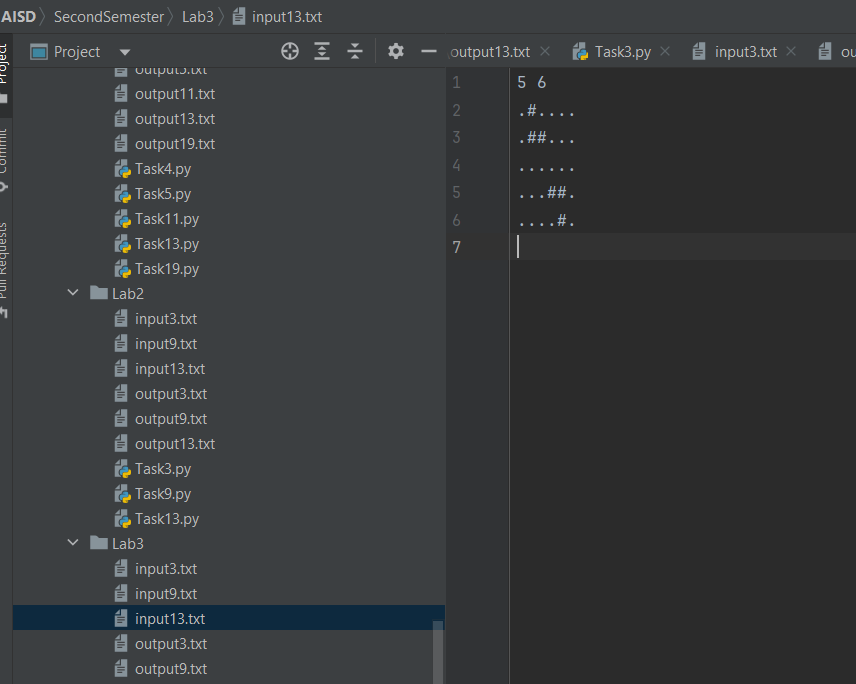 AISD SecondSemester Lab3 input13.txt
Project
Commit
Pull Requests
Project
output13.txt Task3.py input3.txt ou
output5.txt
output11.txt
output13.txt
output19.txt
Task4.py
Task5.py
Task11.py
Task13.py
Task19.py
Lab2
input3.txt
input9.txt
input13.txt
output3.txt
output9.txt
output13.txt
Task3.py
Task9.py
Task13.py
Lab3
input3.txt
input9.txt
input13.txt
output3.txt
output9.txt
1 5 6
2 .#....
3 .##...
4 ......
5 ...##.
6 ....#.
7